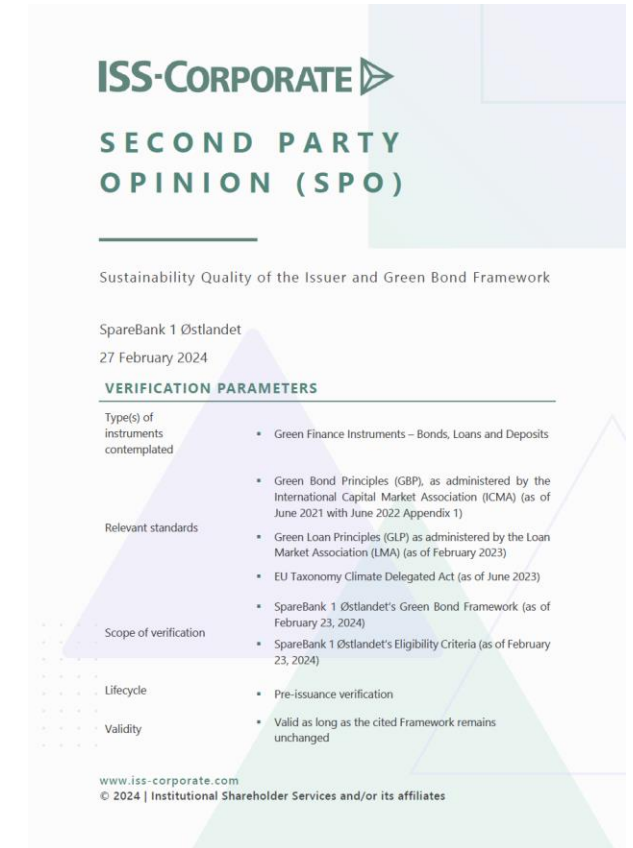 ISS-CORPORATE
SECOND PARTY
OPINION (SPO)
Sustainability Quality of the Issuer and Green Bond Framework
SpareBank 1 Østlandet
27 February 2024
VERIFICATION PARAMETERS
Type(s) of
instruments
contemplated
▪ Green Finance Instruments – Bonds, Loans and Deposits
Relevant standards
▪ Green Bond Principles (GBP), as administered by the
International Capital Market Association (ICMA) (as of
June 2021 with June 2022 Appendix 1)
▪ Green Loan Principles (GLP) as administered by the Loan
Market Association (LMA) (as of February 2023)
▪ EU Taxonomy Climate Delegated Act (as of June 2023)
Scope of verification
▪ SpareBank 1 Østlandet's Green Bond Framework (as of
February 23, 2024)
▪ SpareBank 1 Østlandet's Eligibility Criteria (as of February
23, 2024)
Lifecycle
▪ Pre-issuance verification
Validity
▪ Valid as long as the cited Framework remains
unchanged
www.iss-corporate.com
© 2024 | Institutional Shareholder Services and/or its affiliates